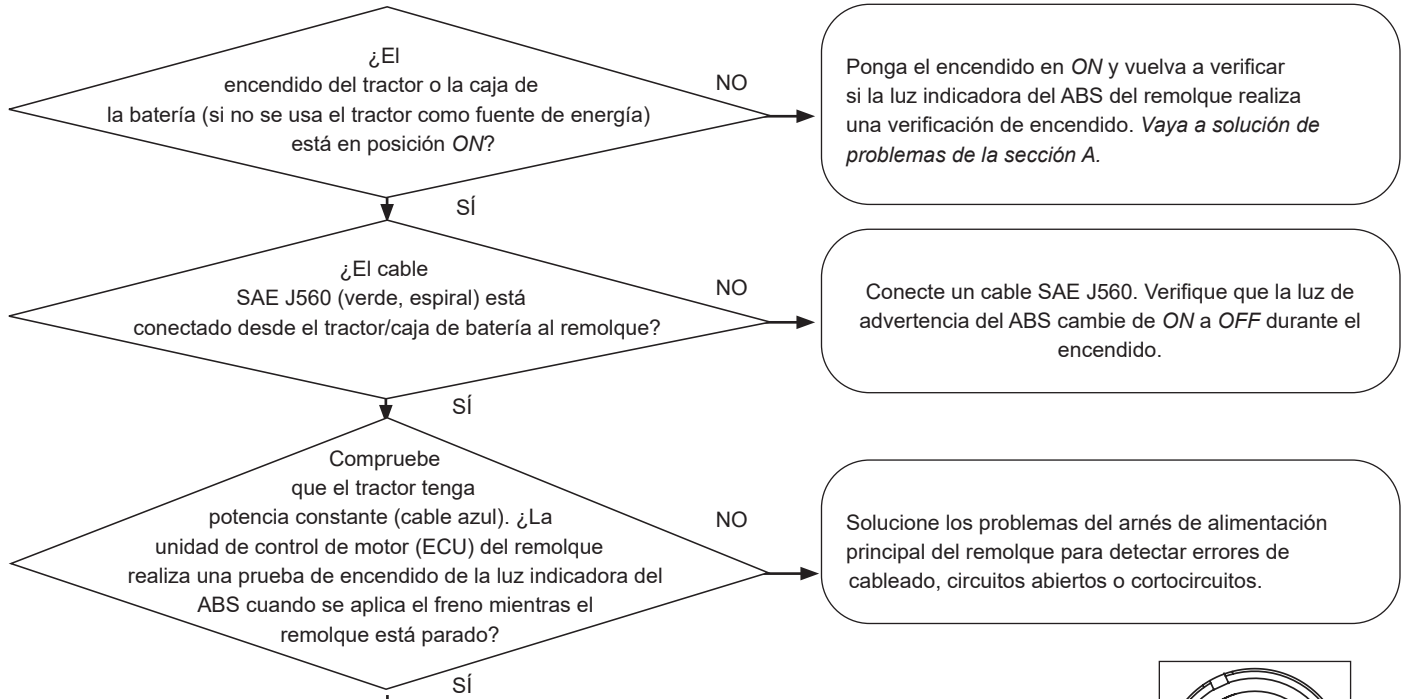 ¿El
encendido del tractor o la caja de
la batería (si no se usa el tractor como fuente de energía)
está en posición ON?
NO
Ponga el encendido en ON y vuelva a verificar
si la luz indicadora del ABS del remolque realiza
una verificación de encendido. Vaya a solución de
problemas de la sección A.
SÍ
¿El cable
SAE J560 (verde, espiral) está
conectado desde el tractor/caja de batería al remolque?
NO
Conecte un cable SAE J560. Verifique que la luz de
advertencia del ABS cambie de ON a OFF durante el
encendido.
SÍ
Compruebe
que el tractor tenga
potencia constante (cable azul). ¿La
unidad de control de motor (ECU) del remolque
realiza una prueba de encendido de la luz indicadora del
ABS cuando se aplica el freno mientras el
remolque está parado?
NO
Solucione los problemas del arnés de alimentación
principal del remolque para detectar errores de
cableado, circuitos abiertos o cortocircuitos.
SÍ